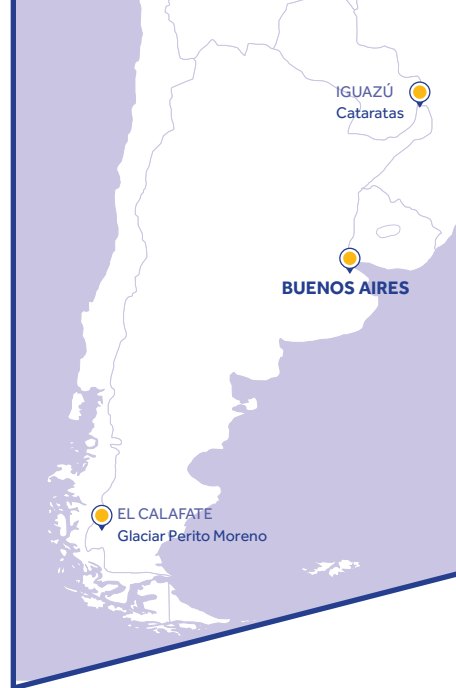 IGUAZÚ
Cataratas
BUENOS AIRES
EL CALAFATE
Glaciar Perito Moreno